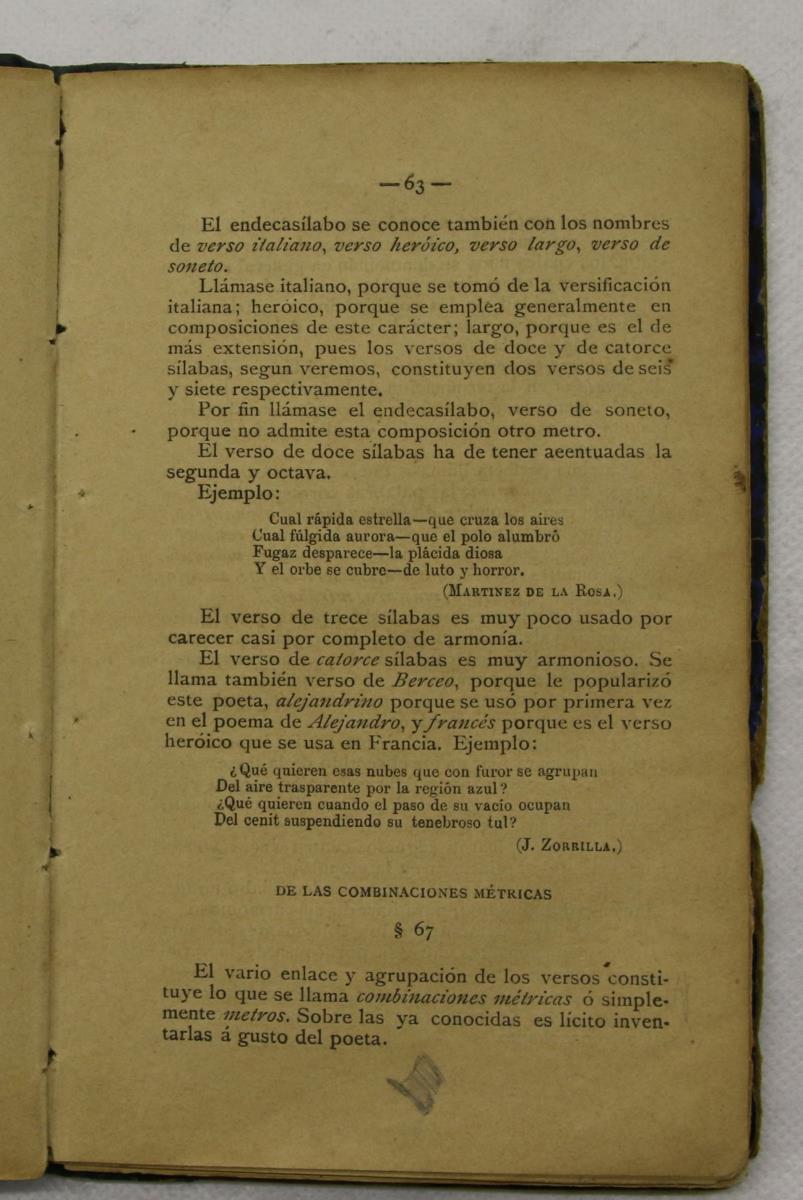 —63—
El endecasílabo se conoce también con los nombres
de verso italiano, verso heróico, verso largo, verso de
soneto.
Llámase italiano, porque se tomó de la versificación
italiana; heróico, porque se emplea generalmente en
composiciones de este carácter; largo, porque es el de
más extensión, pues los versos de doce y de catorce
sílabas, segun veremos, constituyen dos versos de seis
y siete respectivamente.
Por fin llámase el endecasílabo, verso de soneto,
porque no admite esta composición otro metro.
El verso de doce sílabas ha de tener aeentuadas la
segunda y octava.
Ejemplo:
Cual rápida estrella—que cruza los aires
Cual fúlgida aurora—que el polo alumbró
Fugaz desparece—la plácida diosa
Y el orbe se cubre—de luto y horror.
(Martinez de la Rosa.)
El verso de trece sílabas es muy poco usado por
carecer casi por completo de armonía.
El verso de catorce sílabas es muy armonioso. Se
llama también verso de Berceo, porque le popularizó
este poeta, alejandrino porque se usó por primera vez
en el poema de Alejandro, y francés porque es el verso
heróico que se usa en Francia. Ejemplo:
¿Qué quieren esas nubes que con furor se agrupan
Del aire trasparente por la región azul?
¿Qué quieren cuando el paso de su vacío ocupan
Del cenit suspendiendo su tenebroso tul?
(J. Zorrilla.)
DE LAS COMBINACIONES MÉTRICAS
§ 67
El vario enlace y agrupación de los versos consti-
tuye lo que se llama combinaciones métricas ó simple-
mente metros. Sobre las ya conocidas es lícito inven-
tarlas á gusto del poeta.